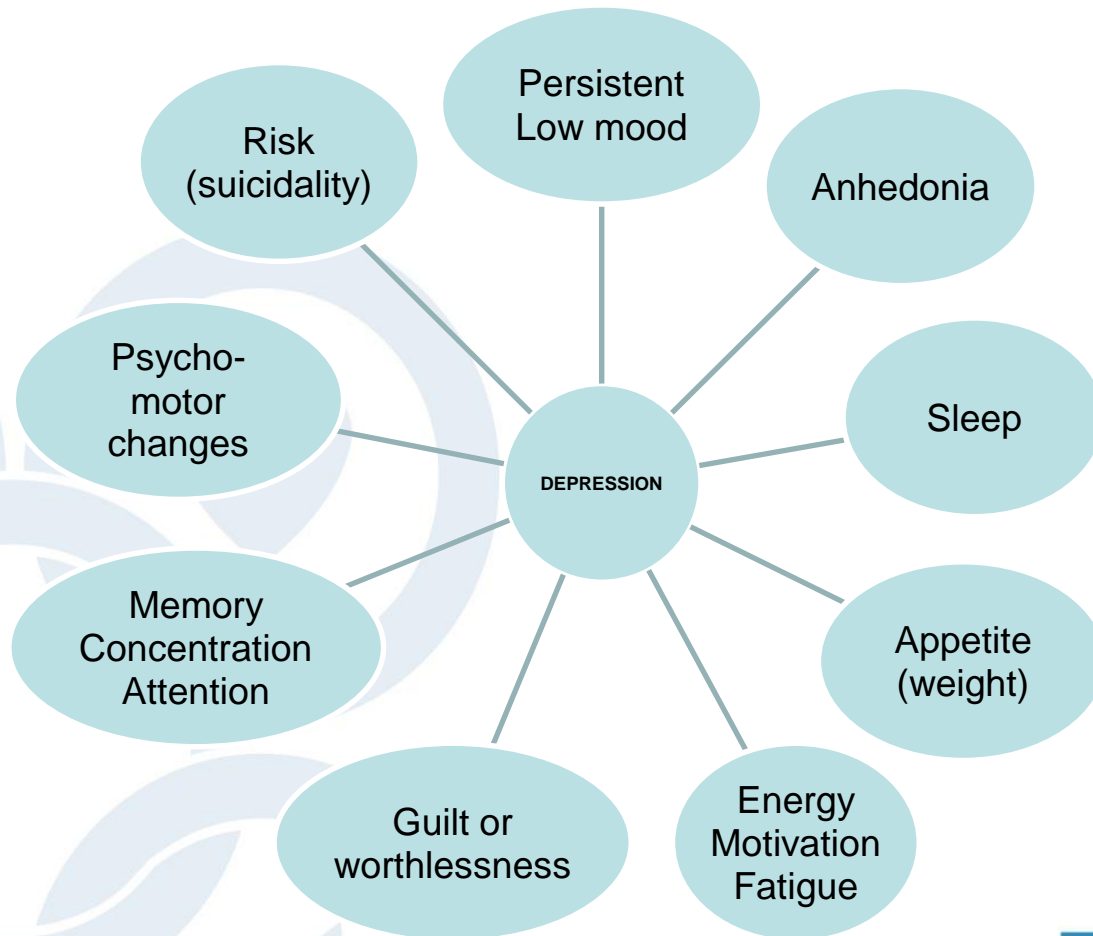 Persistent
Low mood
Anhedonia
Sleep
Appetite
(weight)
Energy
Motivation
Fatigue
Guilt or
worthlessness
Memory
Concentration
Attention
Psycho-
motor
changes
Risk
(suicidality)
DEPRESSION